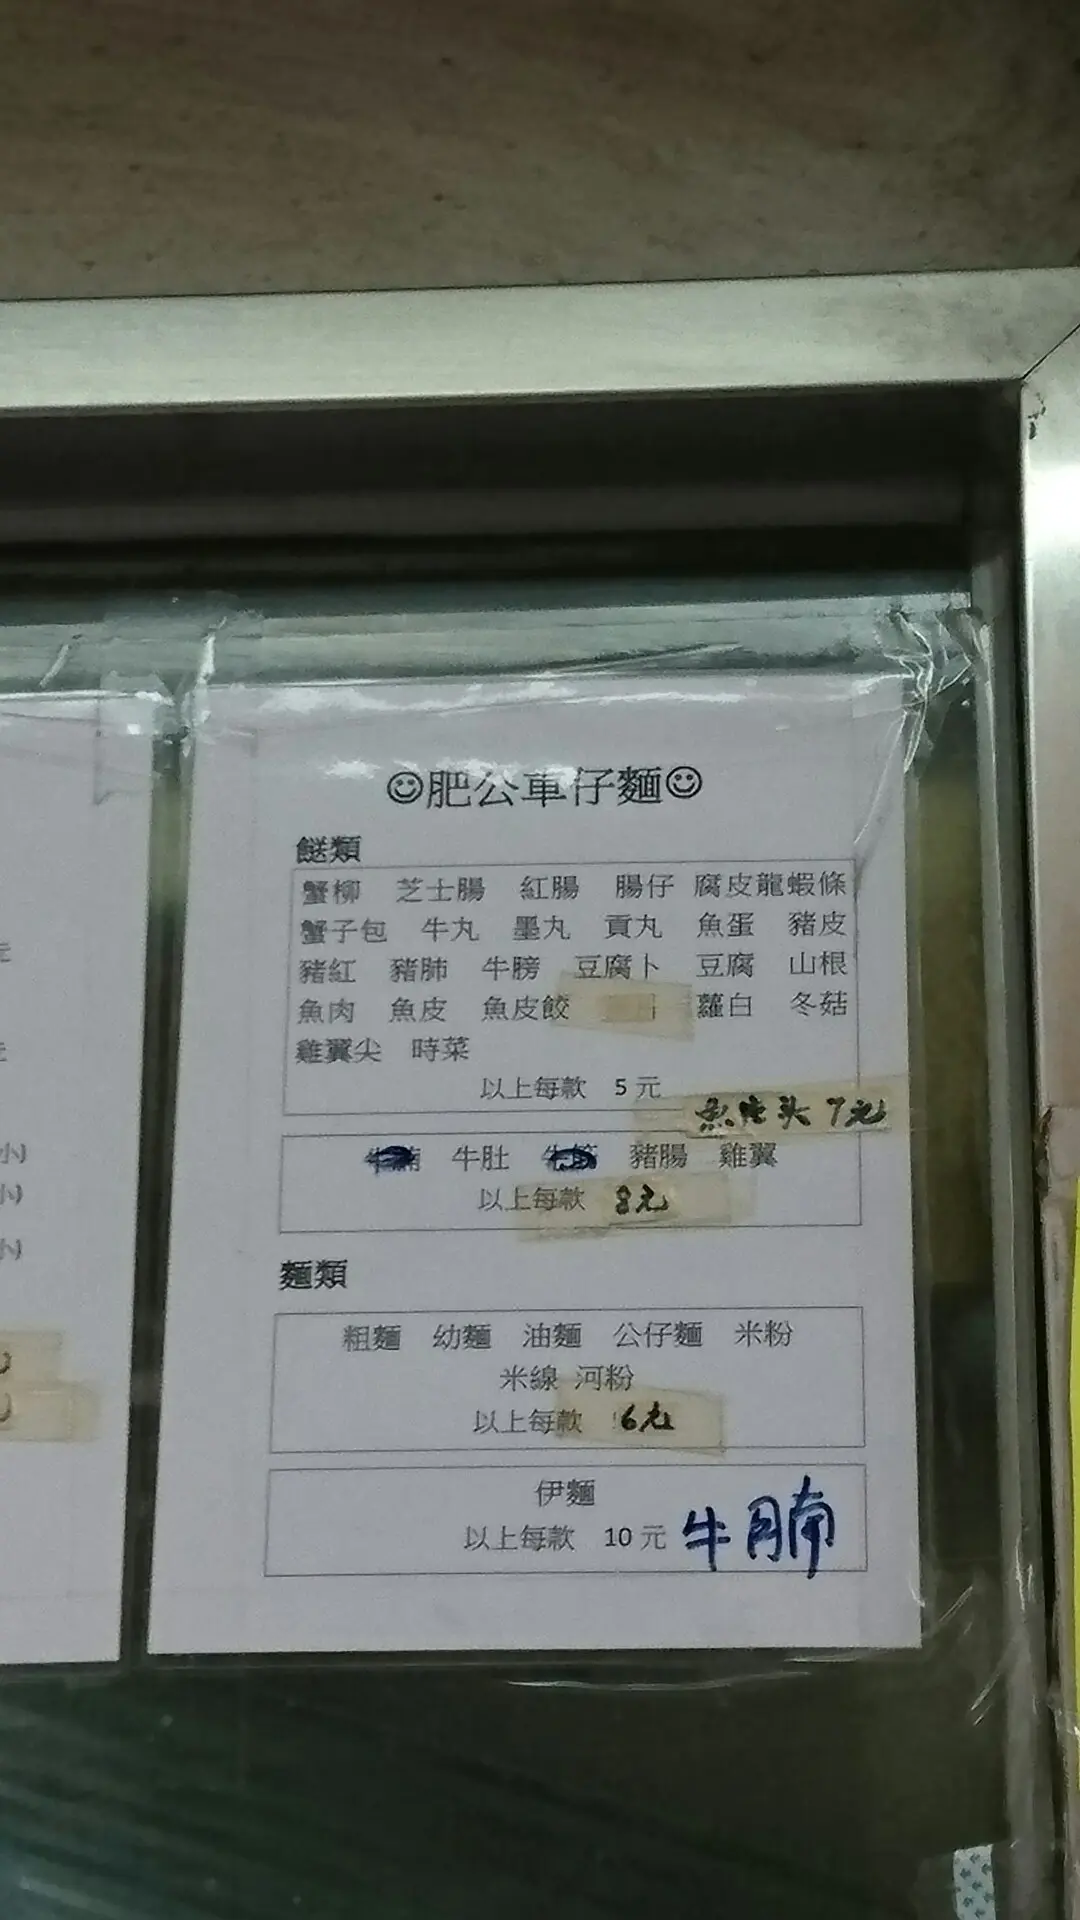 ☺肥公車仔麵☺
餸類
蟹柳 芝士腸 紅腸 腸仔 腐皮龍蝦條
蟹子包 牛丸 墨丸 貢丸 魚蛋 豬皮
豬紅 豬肺 牛膀 豆腐卜 豆腐 山根
魚肉 魚皮 魚皮餃 蘿白 冬菇
雞翼尖 時菜
以上每款 5 元
7元
牛肚 豬腸 雞翼
以上每款 8元
麵類
粗麵 幼麵 油麵 公仔麵 米粉
米線 河粉
以上每款 6元
伊麵
以上每款 10 元 牛腩
小)
小)
小)